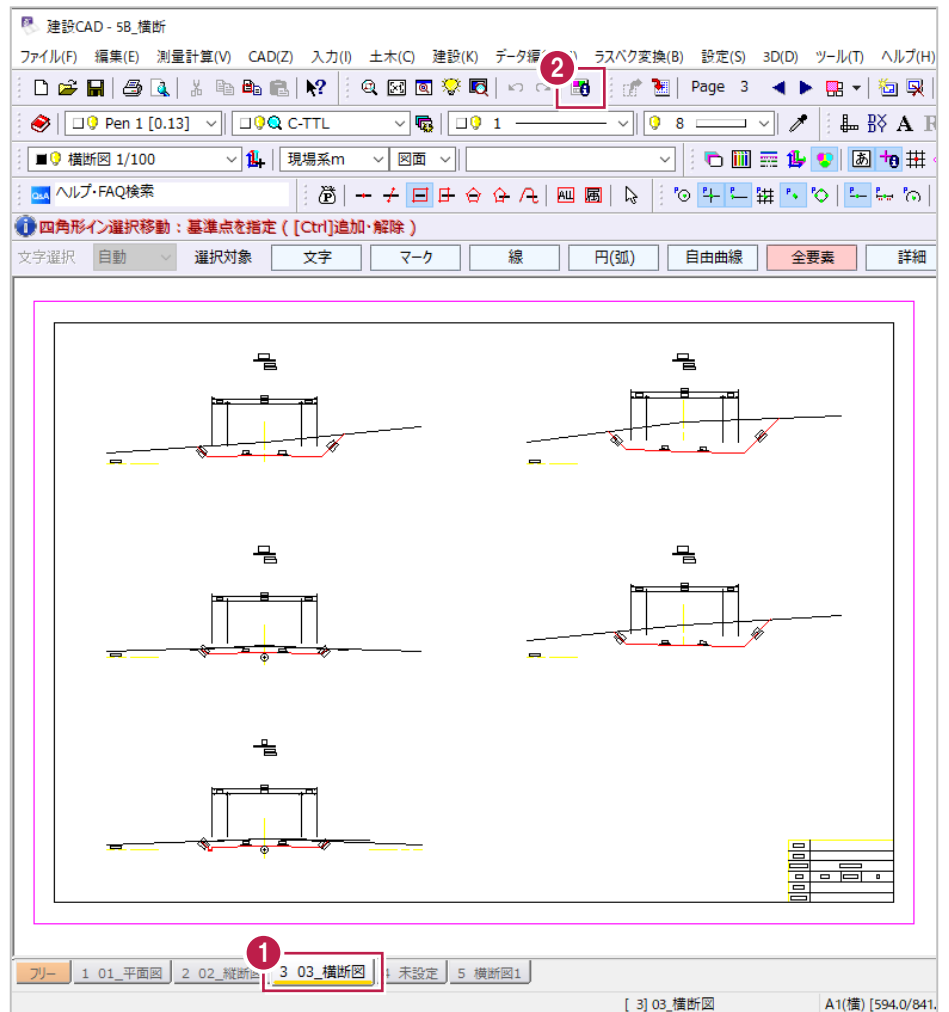 建設CAD - 5B_横断
ファイル(F) 編集(E) 測量計算(V) CAD(Z) 入力(I) 土木(C) 建設(K) ラスベク変換(B) 設定(S) 3D(D) ツール(T) ヘルプ(H)
2
Page 3
Pen 1 [0.13] C-TTL 1 8
横断図 1/100 現場系m 図面
ヘルプ・FAQ検索
四角形イン選択移動：基準点を指定 ( [Ctrl]追加・解除 )
文字選択 自動 選択対象 文字 マーク 線 円(弧) 自由曲線 全要素 詳細
1
フリー 1 01_平面図 2 02_縦断図 3 03_横断図 4 未設定 5 横断図1
[ 3] 03_横断図 A1(横) [594.0/841.